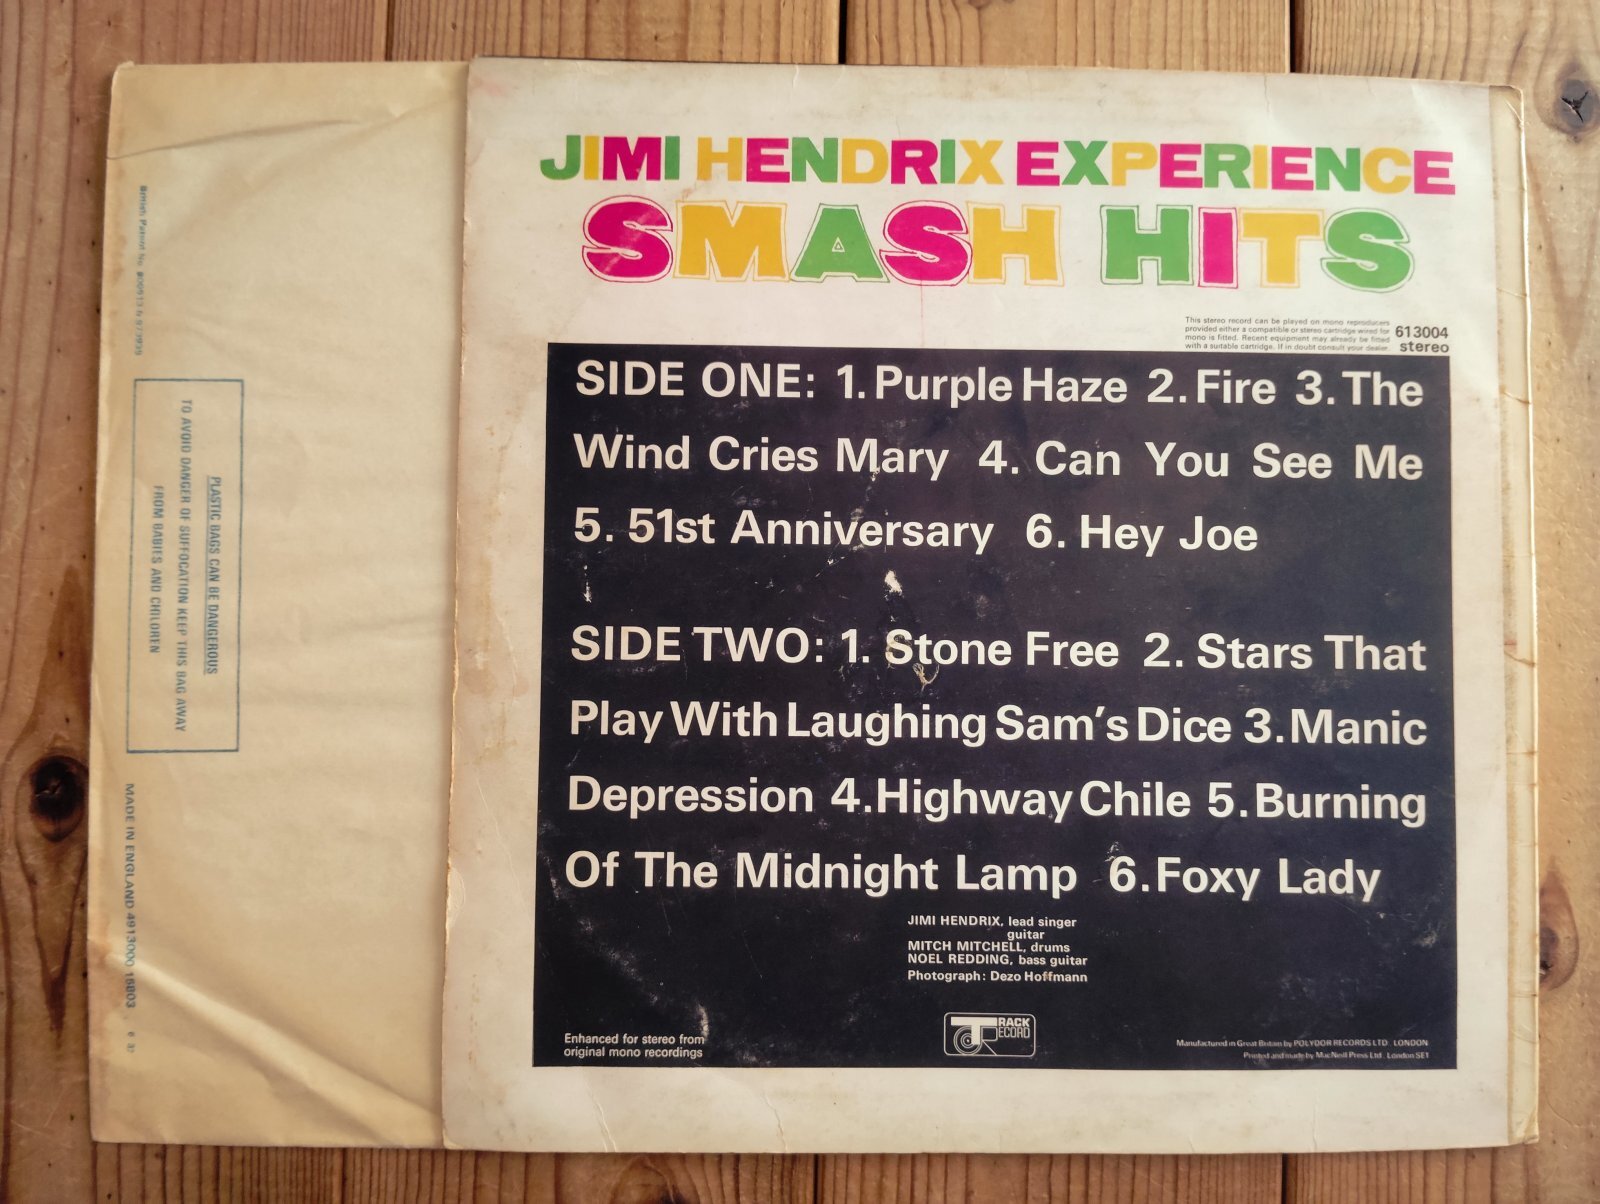 JIMI HENDRIX EXPERIENCE
SMASH HITS
This stereo record can be played on mono reproducers
provided either a compatible or stereo cartridge wired for
mono is fitted. Recent equipment may already be fitted
with a suitable cartridge. If in doubt consult your dealer.
613004
stereo
SIDE ONE: 1. Purple Haze 2. Fire 3. The
Wind Cries Mary 4. Can You See Me
5. 51st Anniversary 6. Hey Joe
SIDE TWO: 1. Stone Free 2. Stars That
Play With Laughing Sam's Dice 3. Manic
Depression 4. Highway Chile 5. Burning
Of The Midnight Lamp 6. Foxy Lady
JIMI HENDRIX, lead singer
guitar
MITCH MITCHELL, drums
NOEL REDDING, bass guitar
Photograph: Dezo Hoffmann
Enhanced for stereo from
original mono recordings
TRACK
RECORD
Manufactured in Great Britain by POLYDOR RECORDS LTD. LONDON
Printed and made by MacNeill Press Ltd. London SE1
British Patent No.
PLASTIC BAGS CAN BE DANGEROUS
TO AVOID DANGER OF SUFFOCATION KEEP THIS BAG AWAY
FROM BABIES AND CHILDREN
MADE IN ENGLAND 4913000 16803